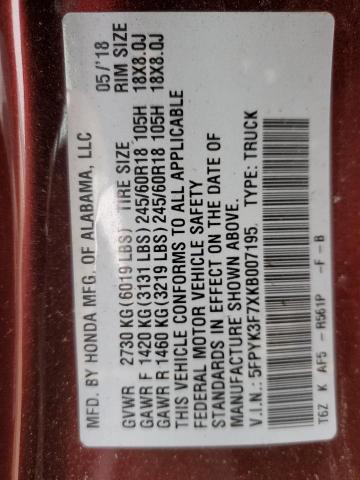 MFD. BY HONDA MFG. OF ALABAMA, LLC 05/'18
GVWR 2730 KG (6019 LBS) TIRE SIZE RIM SIZE
GAWR F 1420 KG (3131 LBS) 245/60R18 105H 18X8.0J
GAWR R 1460 KG (3219 LBS) 245/60R18 105H 18X8.0J
THIS VEHICLE CONFORMS TO ALL APPLICABLE
FEDERAL MOTOR VEHICLE SAFETY
STANDARDS IN EFFECT ON THE DATE OF
MANUFACTURE SHOWN ABOVE.
V.I.N.: 5FPYK3F7XKB007195. TYPE: TRUCK
T6Z K AF5 - R561P -F -B